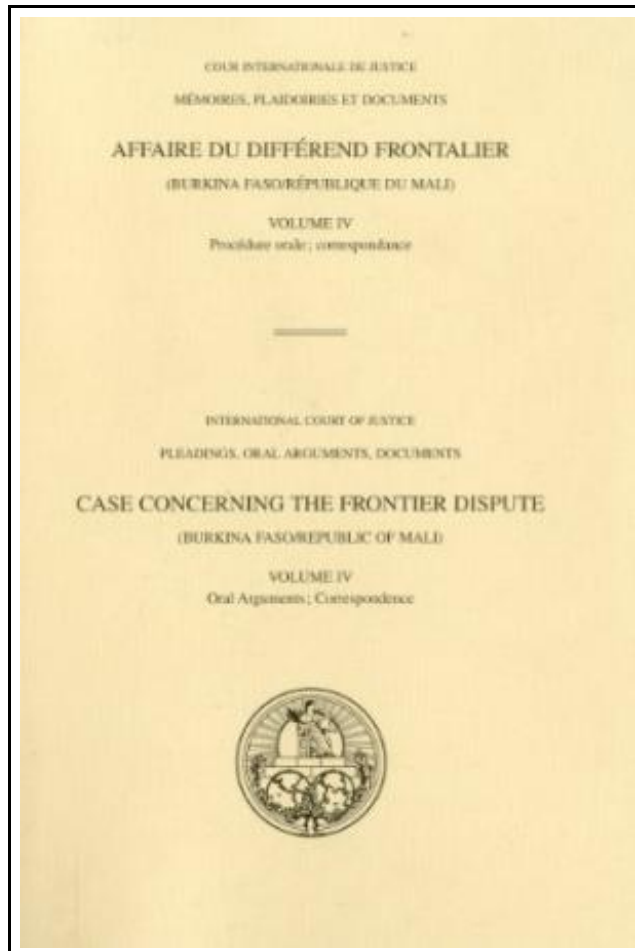 COUR INTERNATIONALE DE JUSTICE
MÉMOIRES, PLAIDOIRIES ET DOCUMENTS
AFFAIRE DU DIFFÉREND FRONTALIER
(BURKINA FASO/RÉPUBLIQUE DU MALI)
VOLUME IV
Procédure orale ; correspondance
INTERNATIONAL COURT OF JUSTICE
PLEADINGS, ORAL ARGUMENTS, DOCUMENTS
CASE CONCERNING THE FRONTIER DISPUTE
(BURKINA FASO/REPUBLIC OF MALI)
VOLUME IV
Oral Arguments ; Correspondence